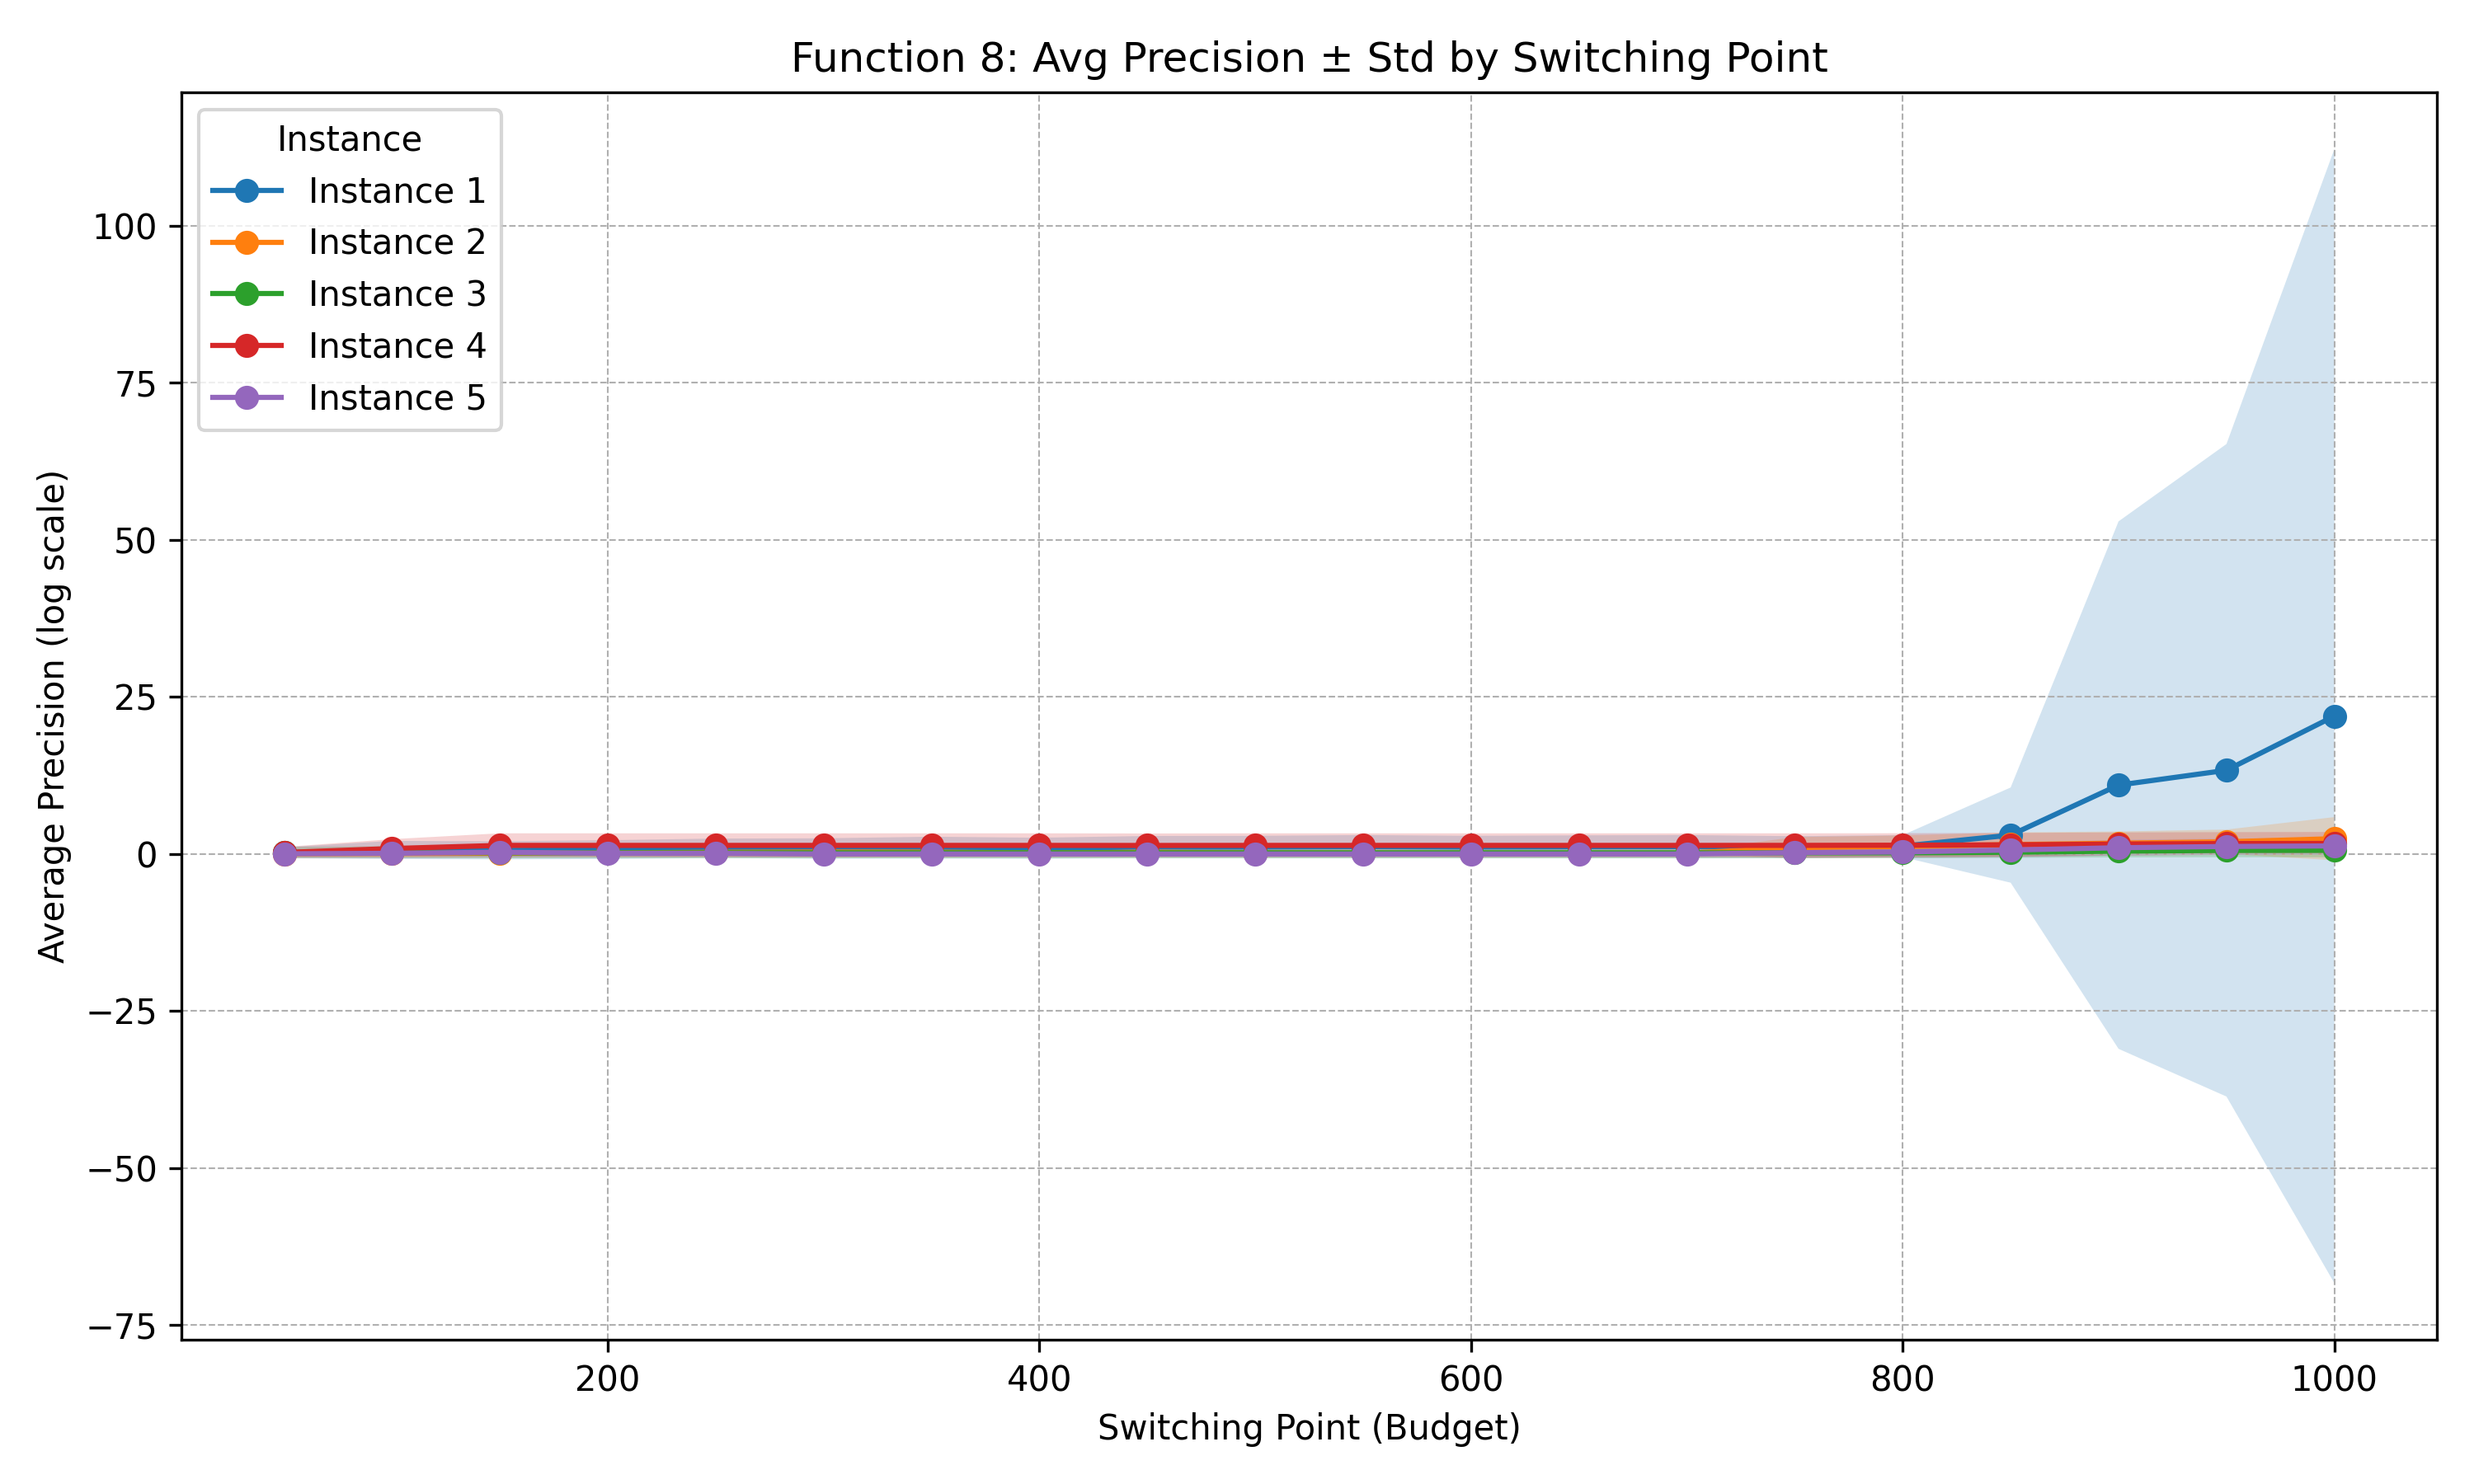 Function 8: Avg Precision ± Std by Switching Point
Instance
Instance 1
Instance 2
Instance 3
Instance 4
Instance 5
Average Precision (log scale)
100
75
50
25
0
−25
−50
−75
200
400
600
800
1000
Switching Point (Budget)